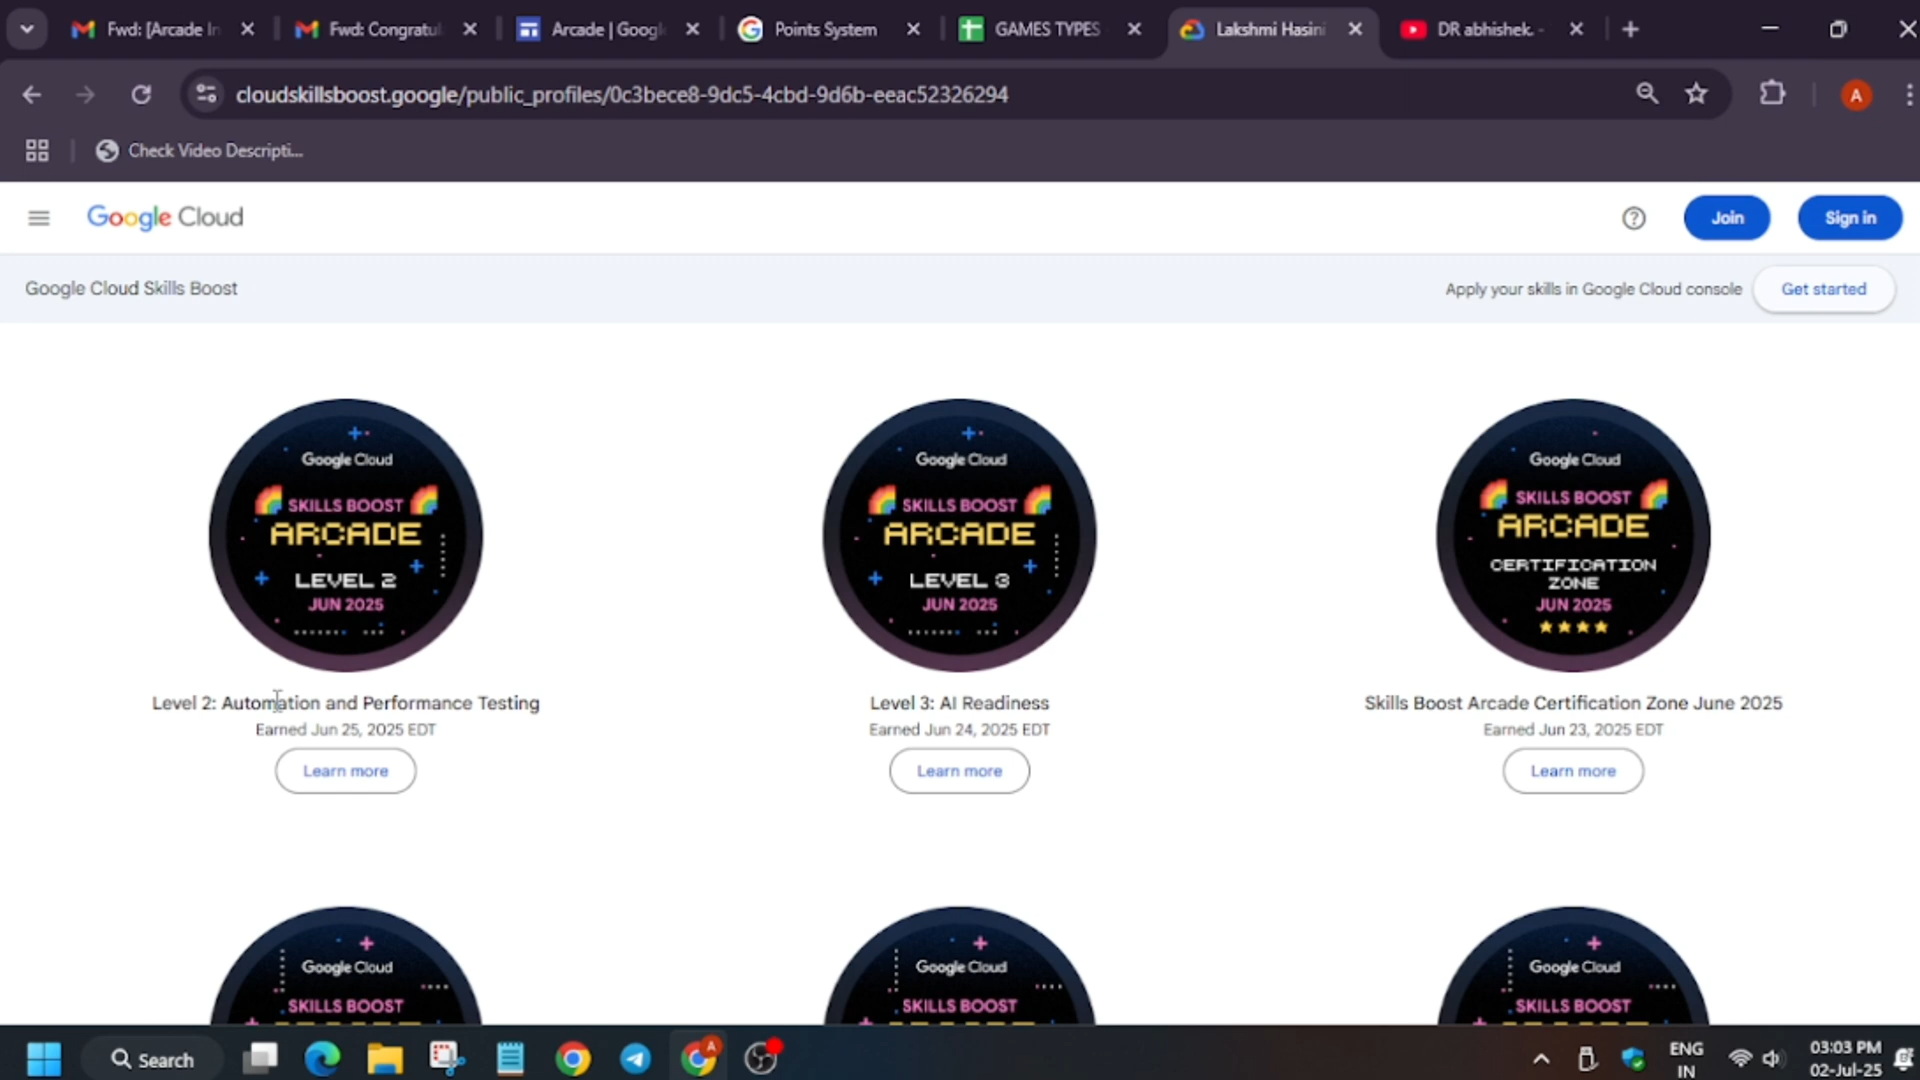 Fwd: [Arcade In
Fwd: Congratul
Arcade | Googl
Points System
GAMES TYPES
Lakshmi Hasini
DR abhishek. -
cloudskillsboost.google/public_profiles/0c3bece8-9dc5-4cbd-9d6b-eeac52326294
A
Check Video Descripti...
Google Cloud
Join
Sign in
Google Cloud Skills Boost
Apply your skills in Google Cloud console
Get started
Google Cloud
SKILLS BOOST
ARCADE
LEVEL 2
JUN 2025
Level 2: Automation and Performance Testing
Earned Jun 25, 2025 EDT
Learn more
Google Cloud
SKILLS BOOST
ARCADE
LEVEL 3
JUN 2025
Level 3: AI Readiness
Earned Jun 24, 2025 EDT
Learn more
Google Cloud
SKILLS BOOST
ARCADE
CERTIFICATION
ZONE
JUN 2025
Skills Boost Arcade Certification Zone June 2025
Earned Jun 23, 2025 EDT
Learn more
Google Cloud
SKILLS BOOST
Google Cloud
SKILLS BOOST
Google Cloud
SKILLS BOOST
Search
A
ENG
IN
03:03 PM
02-Jul-25